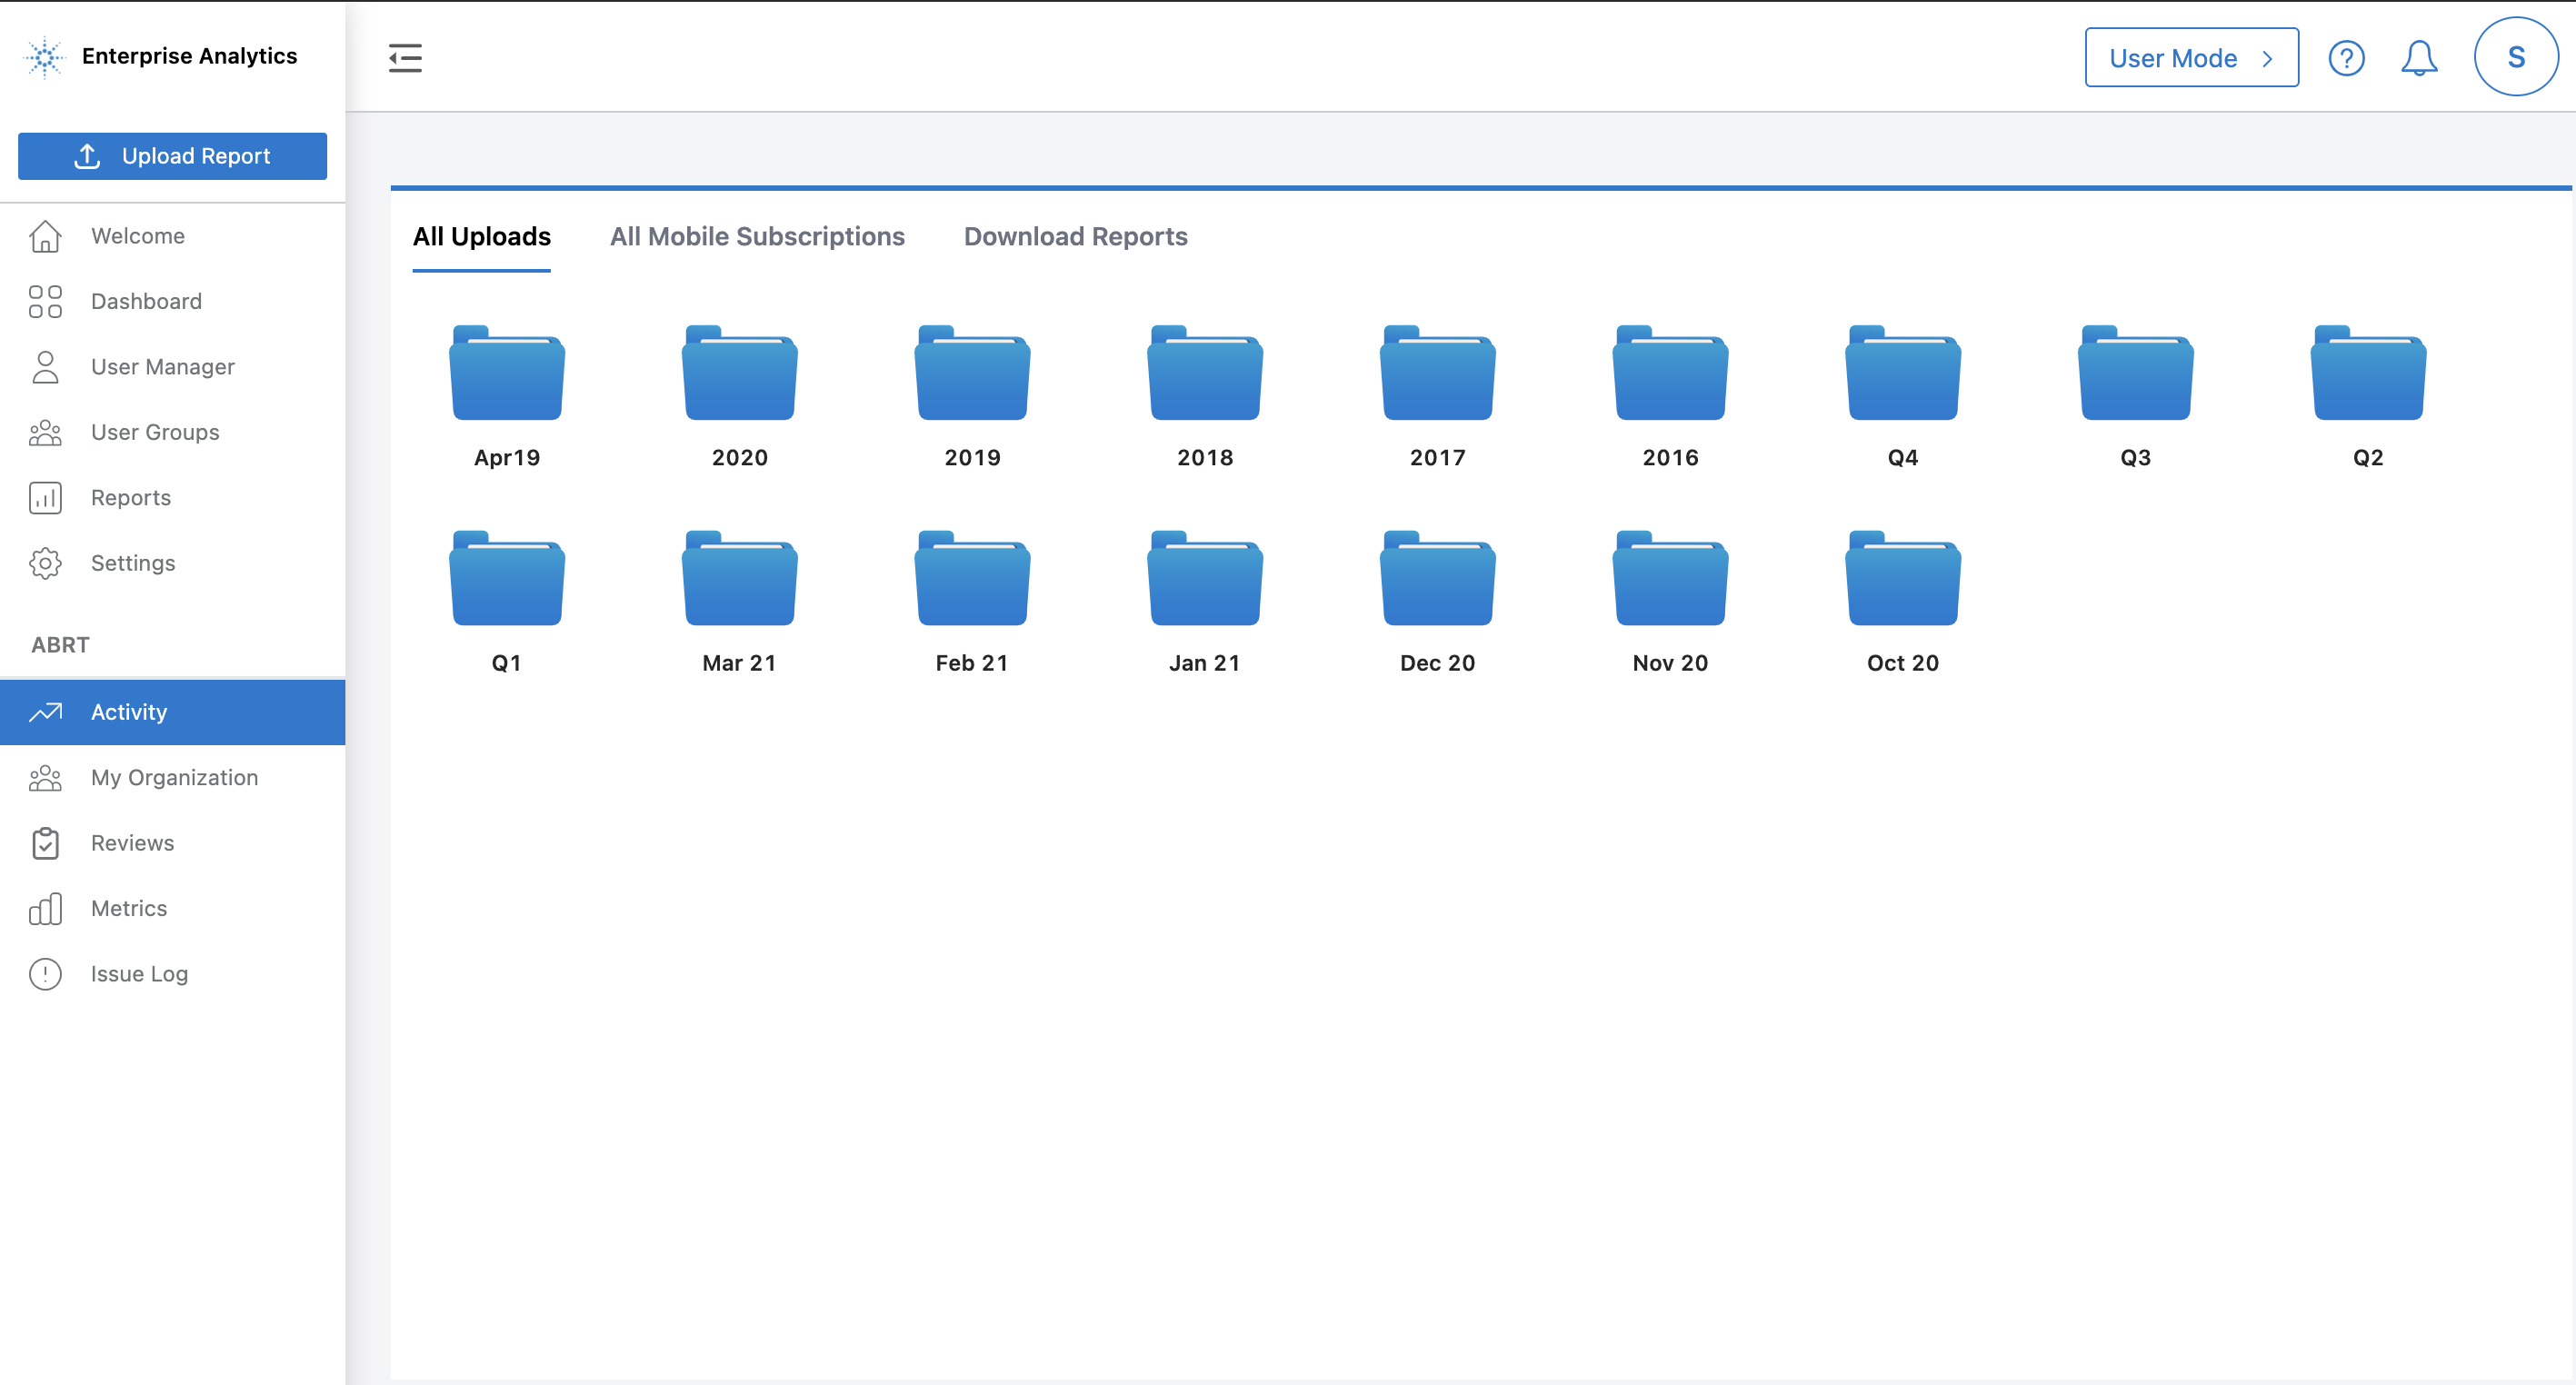 Enterprise Analytics
User Mode
S
Upload Report
Welcome
Dashboard
User Manager
User Groups
Reports
Settings
ABRT
Activity
My Organization
Reviews
Metrics
Issue Log
All Uploads All Mobile Subscriptions Download Reports
Apr19 2020 2019 2018 2017 2016 Q4 Q3 Q2
Q1 Mar 21 Feb 21 Jan 21 Dec 20 Nov 20 Oct 20